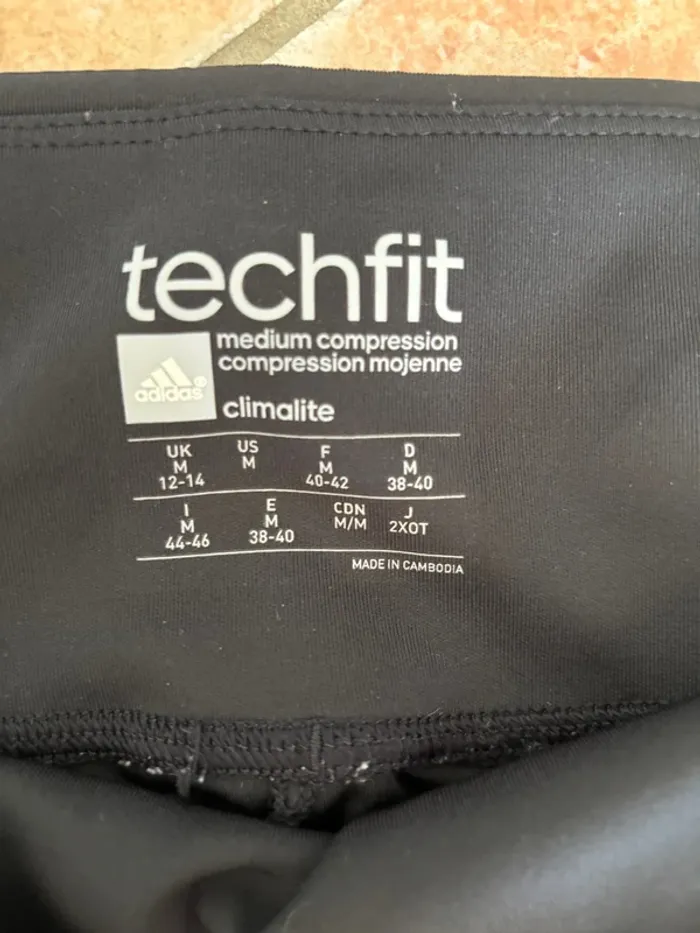 techfit
medium compression
compression mojenne
adidas®
climalite
UK US F D
M M M M
12-14 40-42 38-40
I E CDN J
M M M/M 2XOT
44-46 38-40
MADE IN CAMBODIA